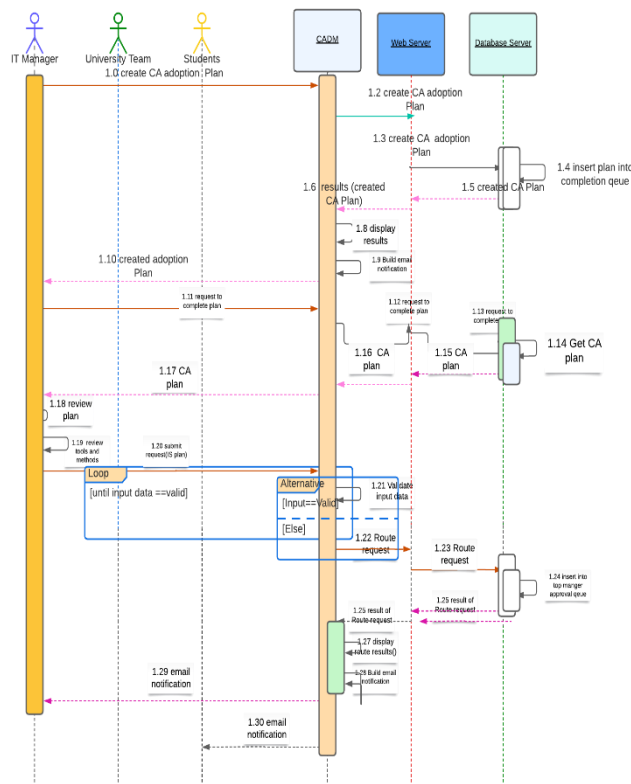 IT Manager
University Team
Students
CADM
Web Server
Database Server
1.0 create CA adoption Plan
1.2 create CA adoption
Plan
1.3 create CA adoption
Plan
1.4 insert plan into
completion qeue
1.5 created CA Plan
1.6 results (created
CA Plan)
1.8 display
results
1.9 Build email
notification
1.10 created adoption
Plan
1.11 request to
complete plan
1.12 request to
complete plan
1.13 request to
1.14 Get CA
plan
1.15 CA
plan
1.16 CA
plan
1.17 CA
plan
1.18 review
plan
1.19 review
tools and
methods
1.20 submit
request(IS plan)
Loop
[until input data ==valid]
Alternative
[Input==Valid]
[Else]
1.21 Validate
input data
1.22 Route
request
1.23 Route
request
1.24 insert into
top manger
approval qeue
1.26 result of
Route request
1.25 result of
Route request
1.27 display
route results()
1.28 Build email
notification
1.29 email
notification
1.30 email
notification